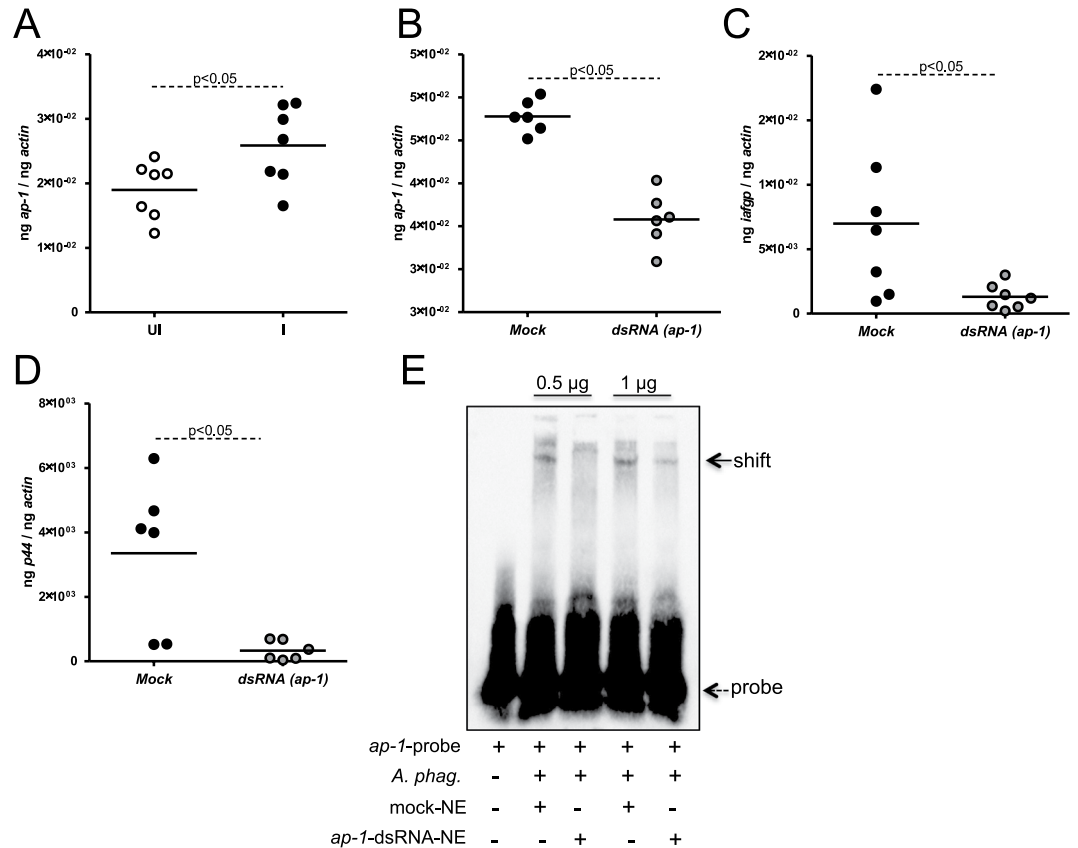 A
ng ap-1 / ng actin
4×10⁻⁰²
3×10⁻⁰²
2×10⁻⁰²
1×10⁻⁰²
0
p<0.05
UI I
B
ng ap-1 / ng actin
5×10⁻⁰²
5×10⁻⁰²
5×10⁻⁰²
4×10⁻⁰²
4×10⁻⁰²
3×10⁻⁰²
3×10⁻⁰²
p<0.05
Mock dsRNA (ap-1)
C
ng iafgp / ng actin
2×10⁻⁰²
2×10⁻⁰²
1×10⁻⁰²
5×10⁻⁰³
0
p<0.05
Mock dsRNA (ap-1)
D
ng p44 / ng actin
8×10⁰³
6×10⁰³
4×10⁰³
2×10⁰³
0
p<0.05
Mock dsRNA (ap-1)
E
0.5 µg 1 µg
shift
probe
ap-1-probe + + + + +
A. phag. - + + + +
mock-NE - + - + -
ap-1-dsRNA-NE - - + - +